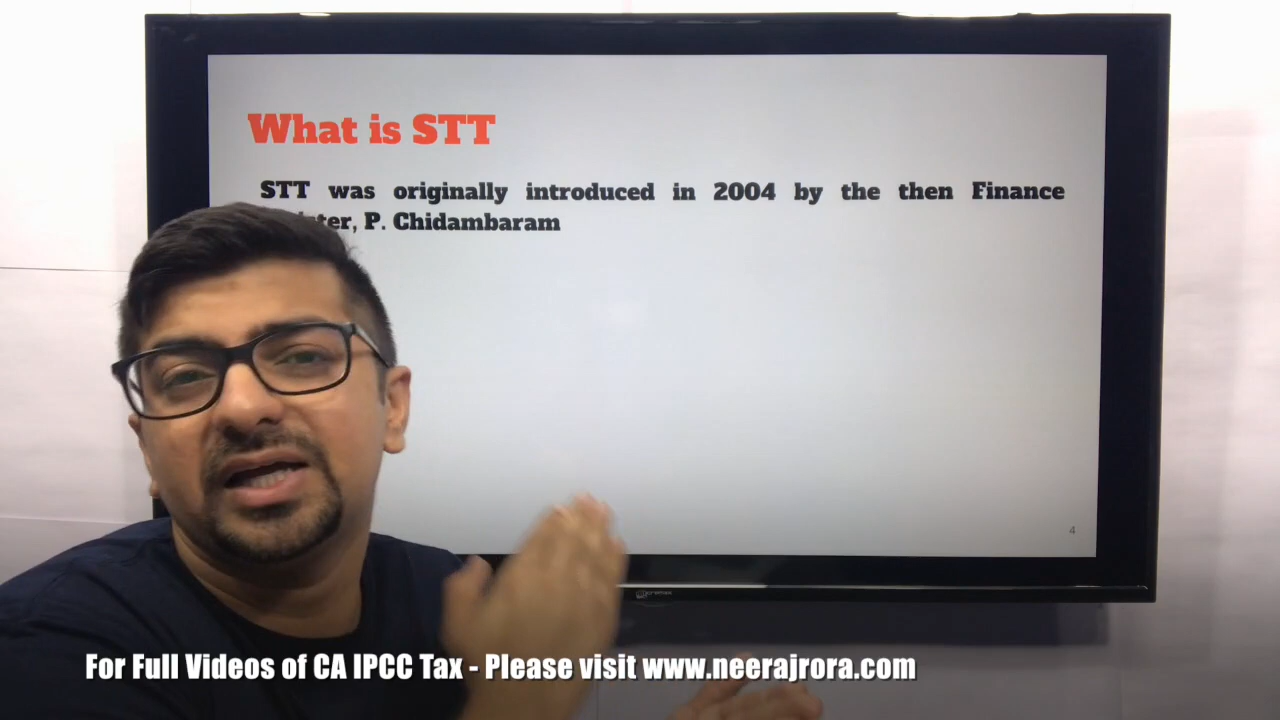 What is STT
STT was originally introduced in 2004 by the then Finance
P. Chidambaram
4
For Full Videos of CA IPCC Tax - Please visit www.neerajrora.com